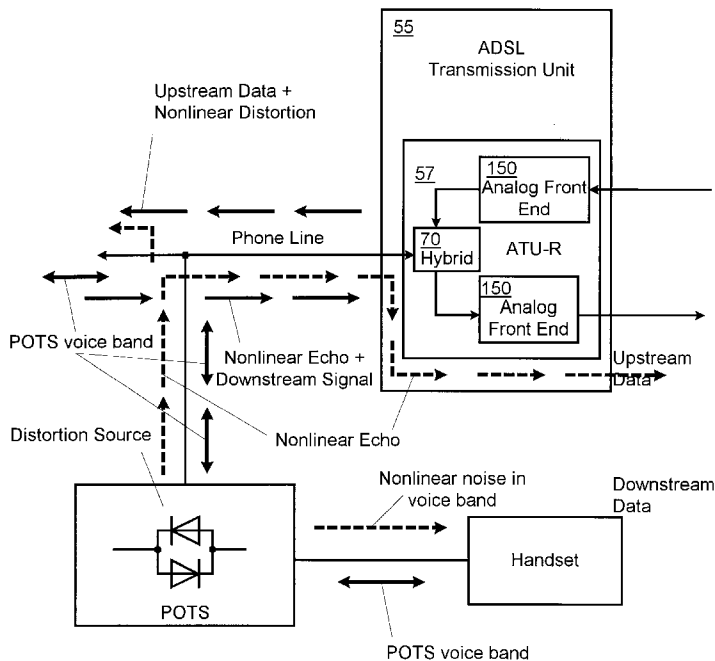 55
ADSL
Transmission Unit
Upstream Data +
Nonlinear Distortion
57
150
Analog Front
End
Phone Line
70
Hybrid
ATU-R
150
Analog
Front End
POTS voice band
Nonlinear Echo +
Downstream Signal
Upstream
Data
Distortion Source
Nonlinear Echo
Nonlinear noise in
voice band
Downstream
Data
Handset
POTS
POTS voice band